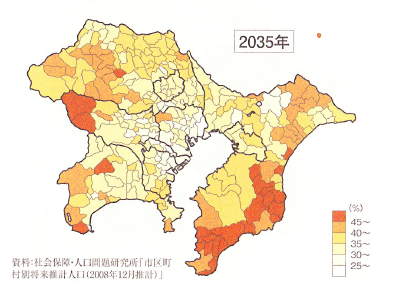 2035年
(%)
45〜
40〜
35〜
30〜
25〜
資料:社会保障・人口問題研究所「市区町
村別将来推計人口(2008年12月推計)」